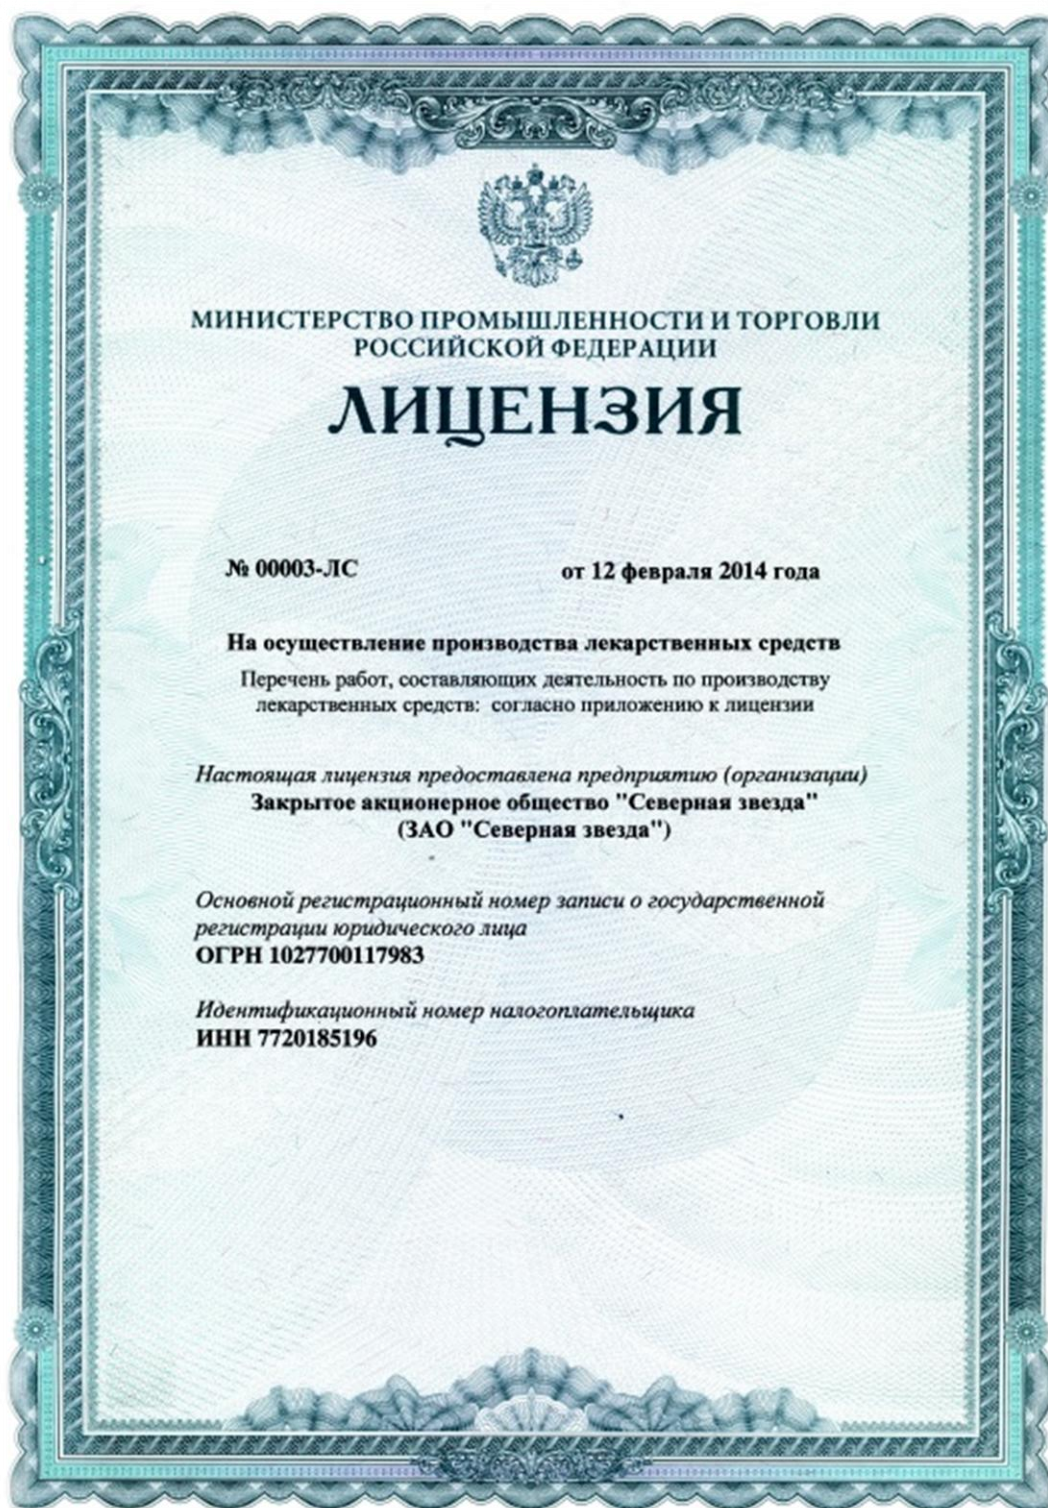 МИНИСТЕРСТВО ПРОМЫШЛЕННОСТИ И ТОРГОВЛИ
РОССИЙСКОЙ ФЕДЕРАЦИИ
ЛИЦЕНЗИЯ
№ 00003-ЛС от 12 февраля 2014 года
На осуществление производства лекарственных средств
Перечень работ, составляющих деятельность по производству
лекарственных средств: согласно приложению к лицензии
Настоящая лицензия предоставлена предприятию (организации)
Закрытое акционерное общество "Северная звезда"
(ЗАО "Северная звезда")
Основной регистрационный номер записи о государственной
регистрации юридического лица
ОГРН 1027700117983
Идентификационный номер налогоплательщика
ИНН 7720185196